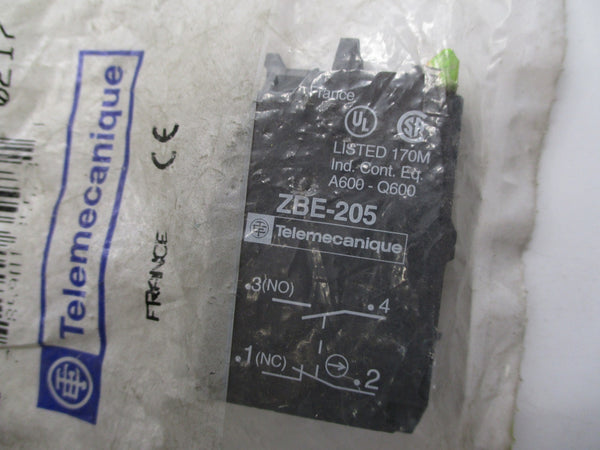 Telemecanique
FRANCE
CE
France
UL
LISTED 170M
Ind. Cont. Eq.
A600 - Q600
ZBE-205
Telemecanique
.3(NO)
.4
.1(NC)
.2